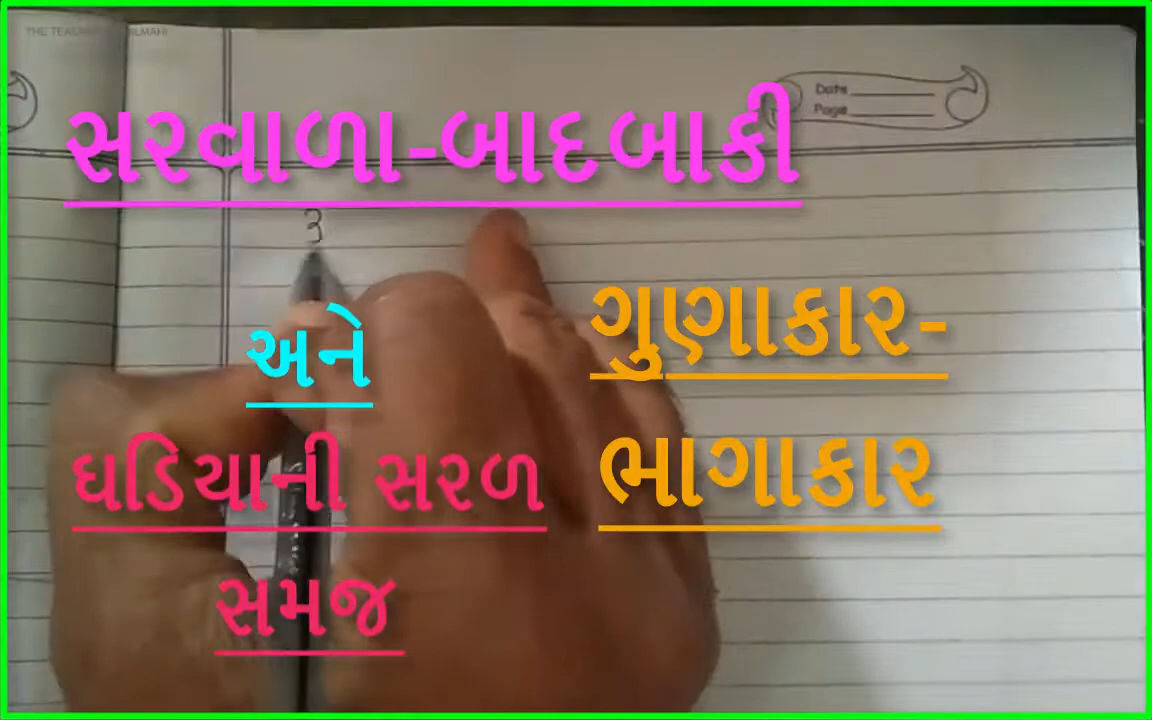 સરવાળા-બાદબાકી
Date
Page
3
અને
ગુણાકાર-
ભાગાકાર
ઘડિયાની સરળ
સમજ